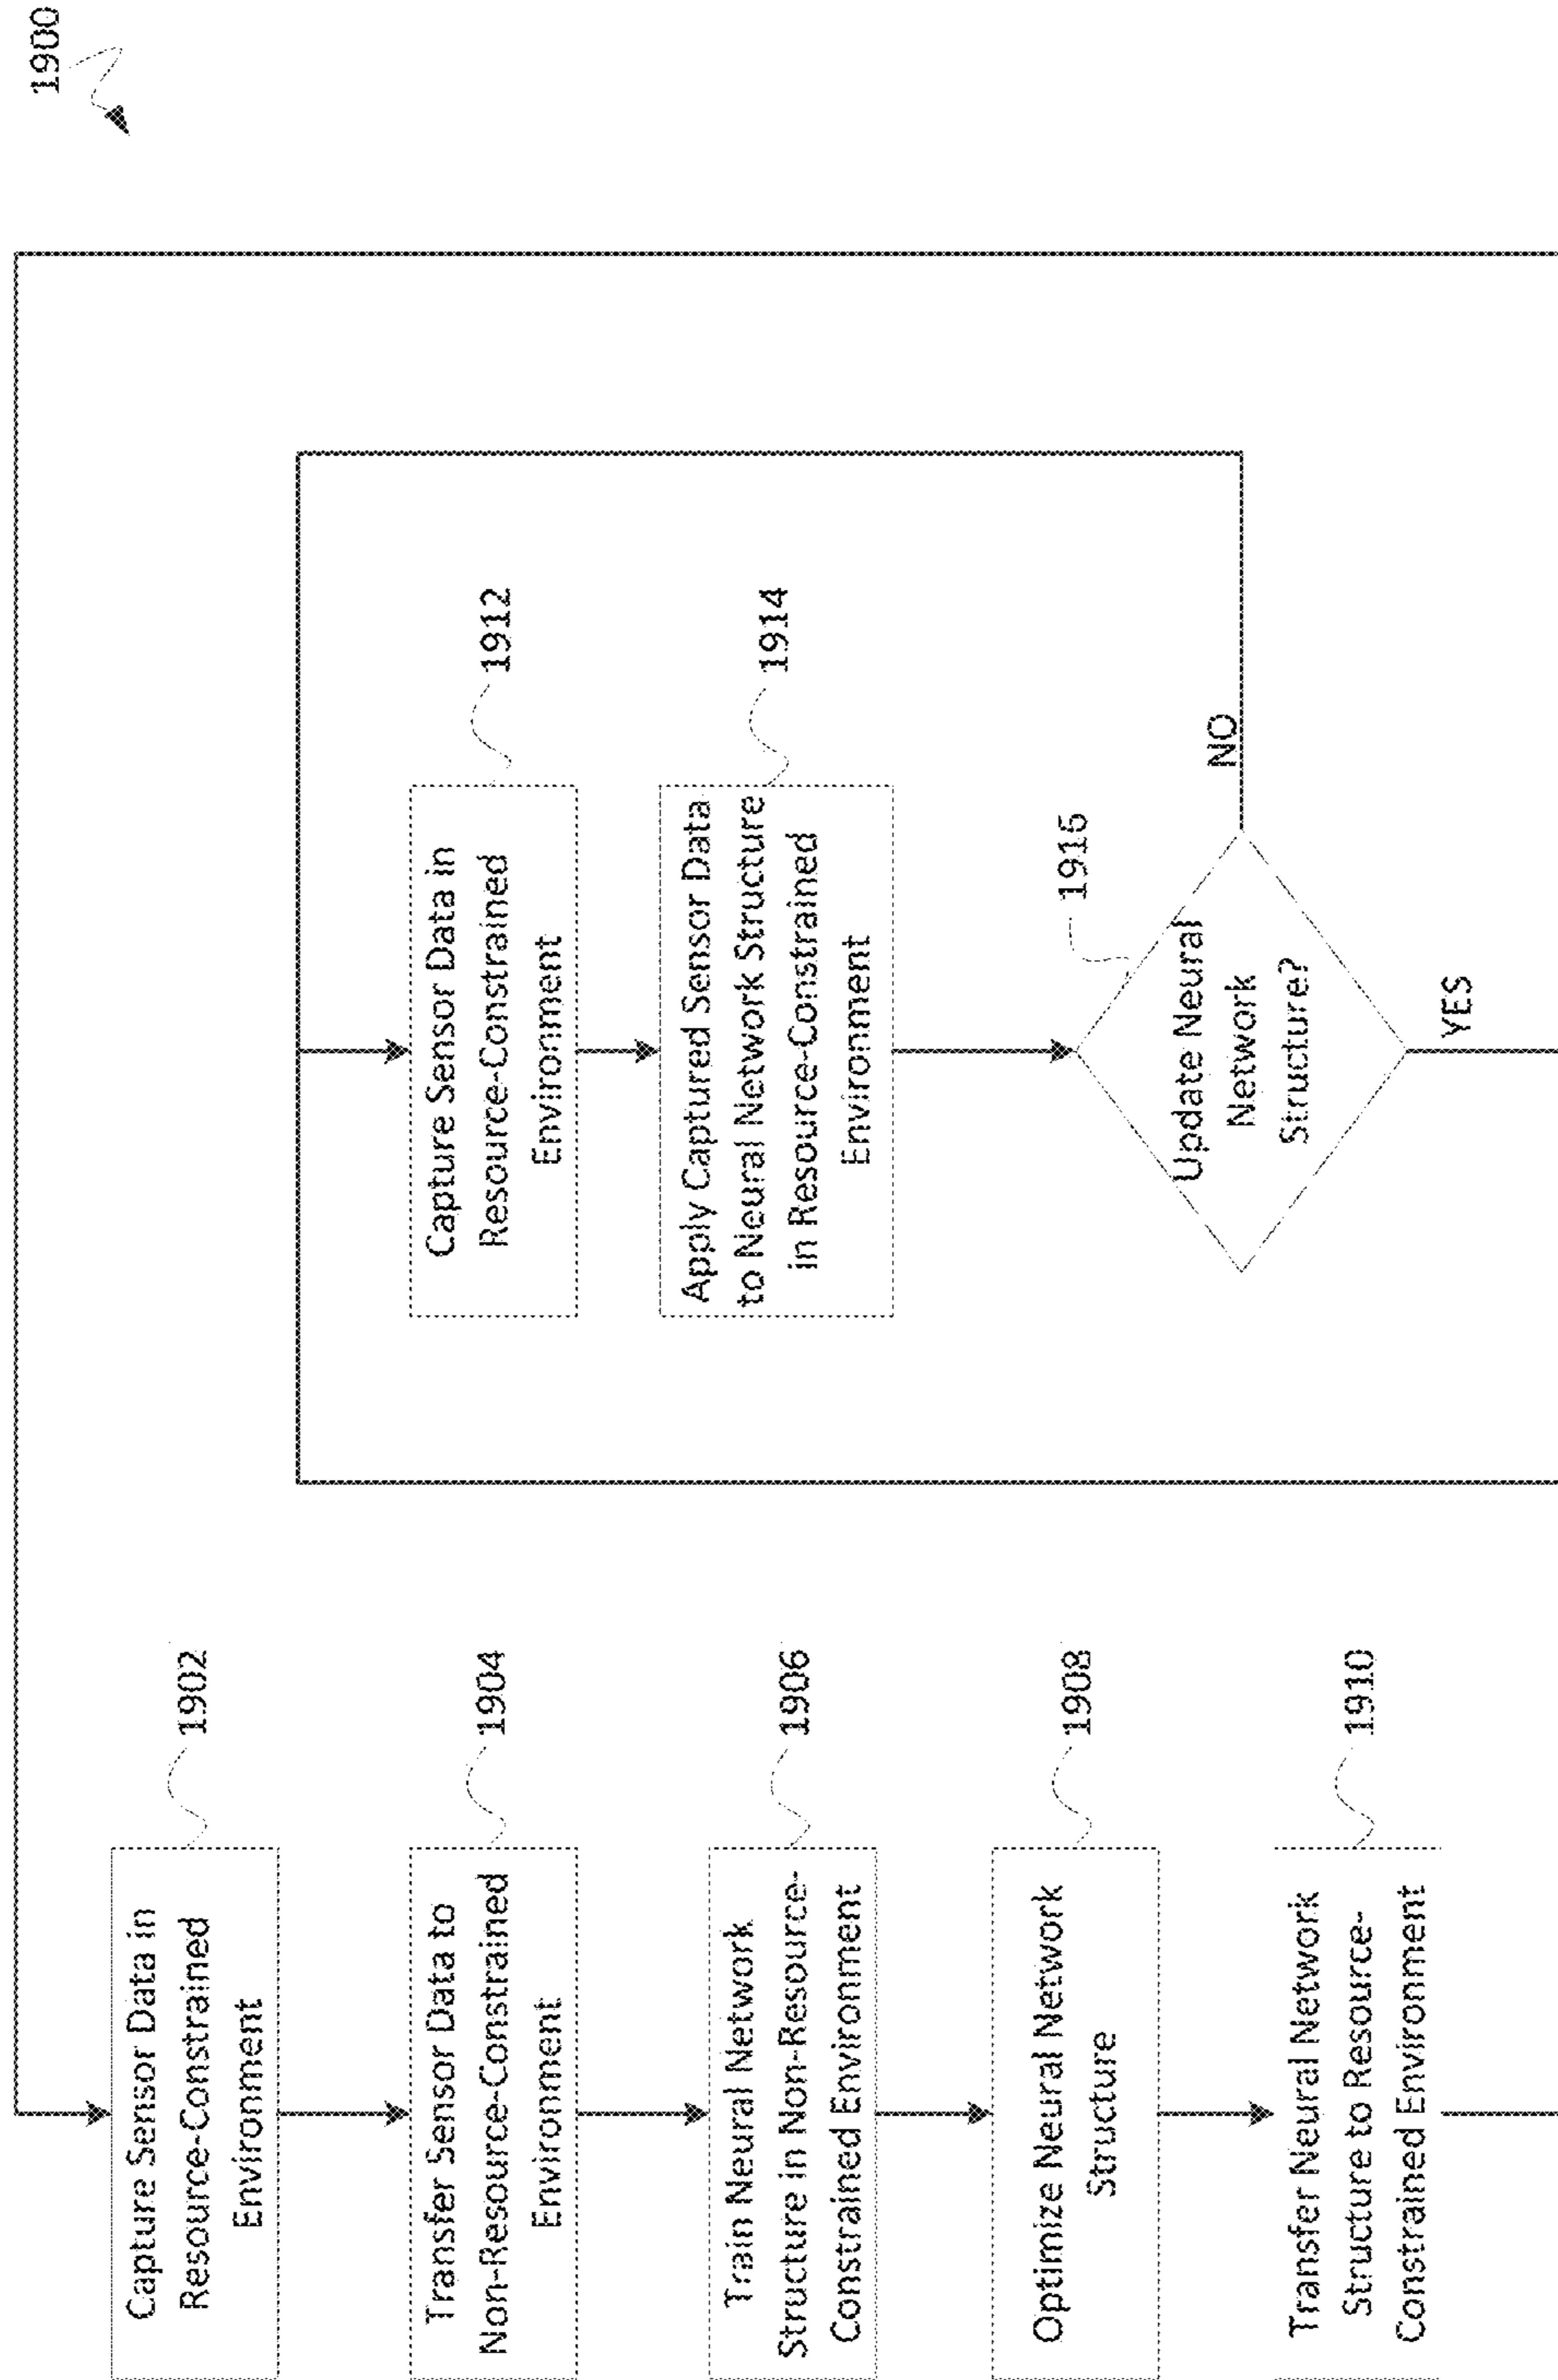 1900
Capture Sensor Data in
Resource-Constrained
Environment
1902
Transfer Sensor Data to
Non-Resource-Constrained
Environment
1904
Train Neural Network
Structure in Non-Resource-
Constrained Environment
1906
Optimize Neural Network
Structure
1908
Transfer Neural Network
Structure to Resource-
Constrained Environment
1910
Capture Sensor Data in
Resource-Constrained
Environment
1912
Apply Captured Sensor Data
to Neural Network Structure
in Resource-Constrained
Environment
1914
Update Neural
Network
Structure?
1916
NO
YES